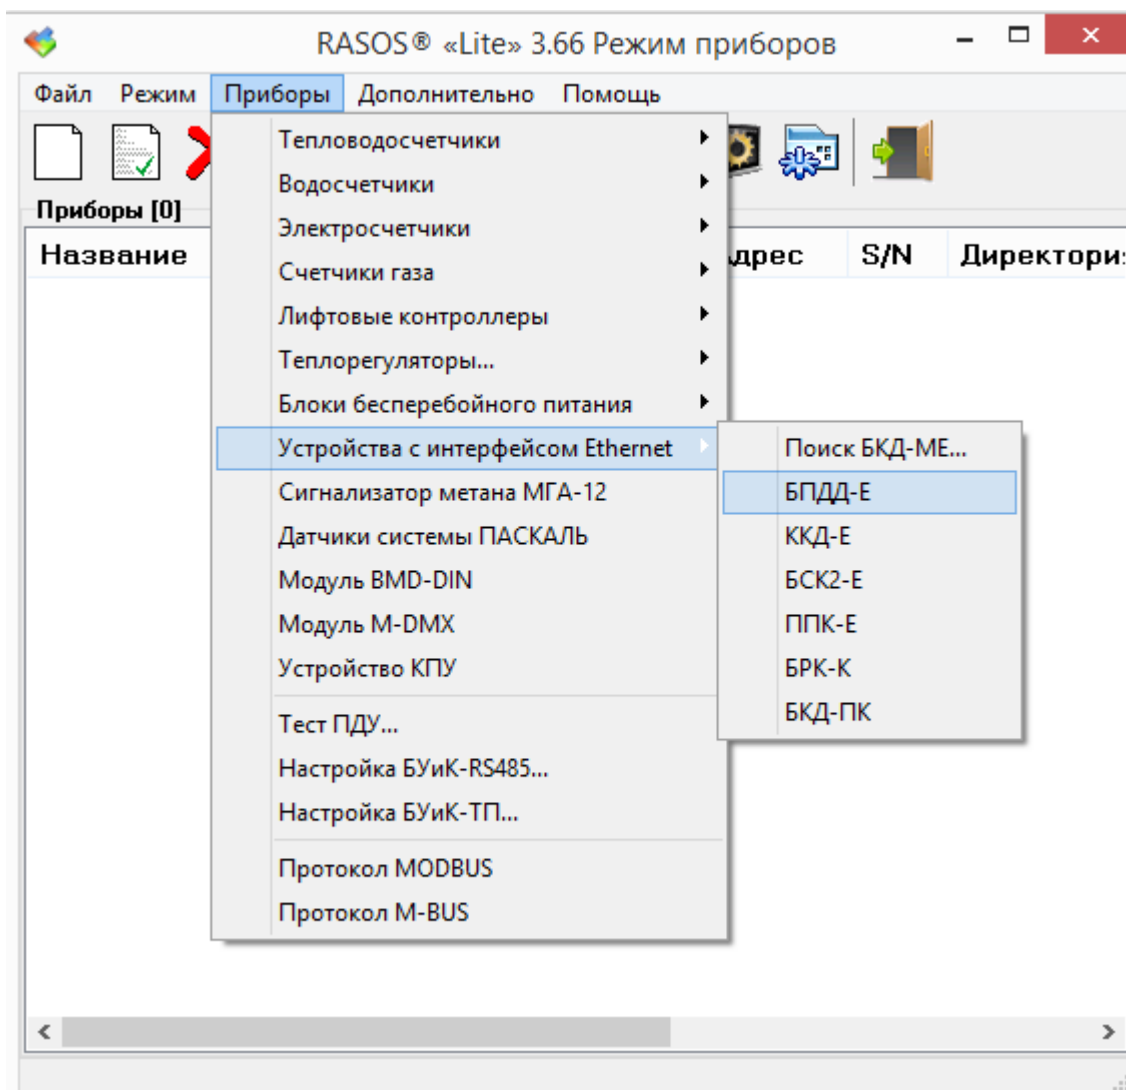 RASOS® «Lite» 3.66 Режим приборов
Файл Режим Приборы Дополнительно Помощь
Приборы [0]
Название S/N
Тепловодосчетчики
Водосчетчики
Электросчетчики
Счетчики газа
Лифтовые контроллеры
Теплорегуляторы...
Блоки бесперебойного питания
Устройства с интерфейсом Ethernet
Сигнализатор метана МГА-12
Датчики системы ПАСКАЛЬ
Модуль BMD-DIN
Модуль M-DMX
Устройство КПУ
Тест ПДУ...
Настройка БУиК-RS485...
Настройка БУиК-ТП...
Протокол MODBUS
Протокол M-BUS
Поиск БКД-МЕ...
БПДД-Е
ККД-Е
БСК2-Е
ППК-Е
БРК-К
БКД-ПК